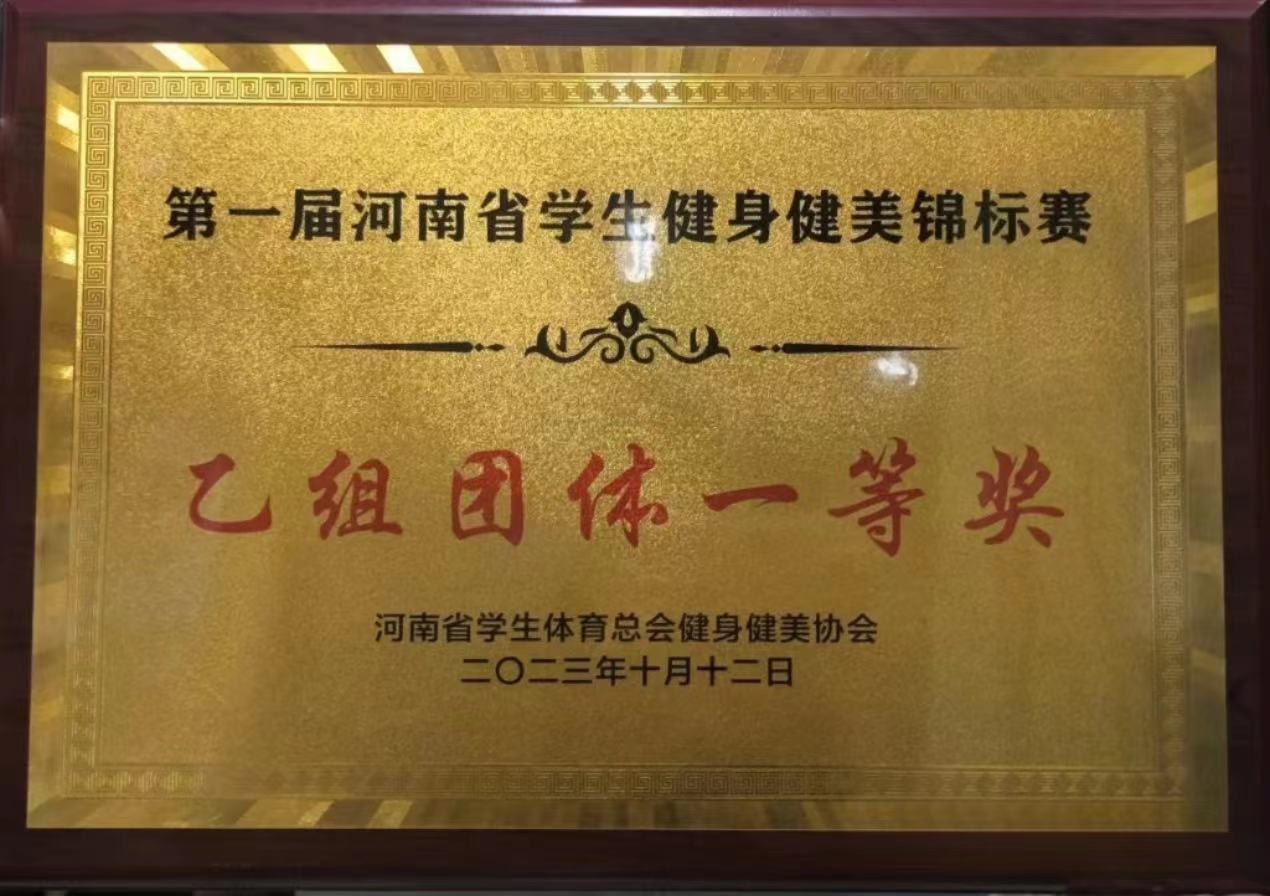 第一届河南省学生健身健美锦标赛
乙组团体一等奖
河南省学生体育总会健身健美协会
二〇二三年十月十二日